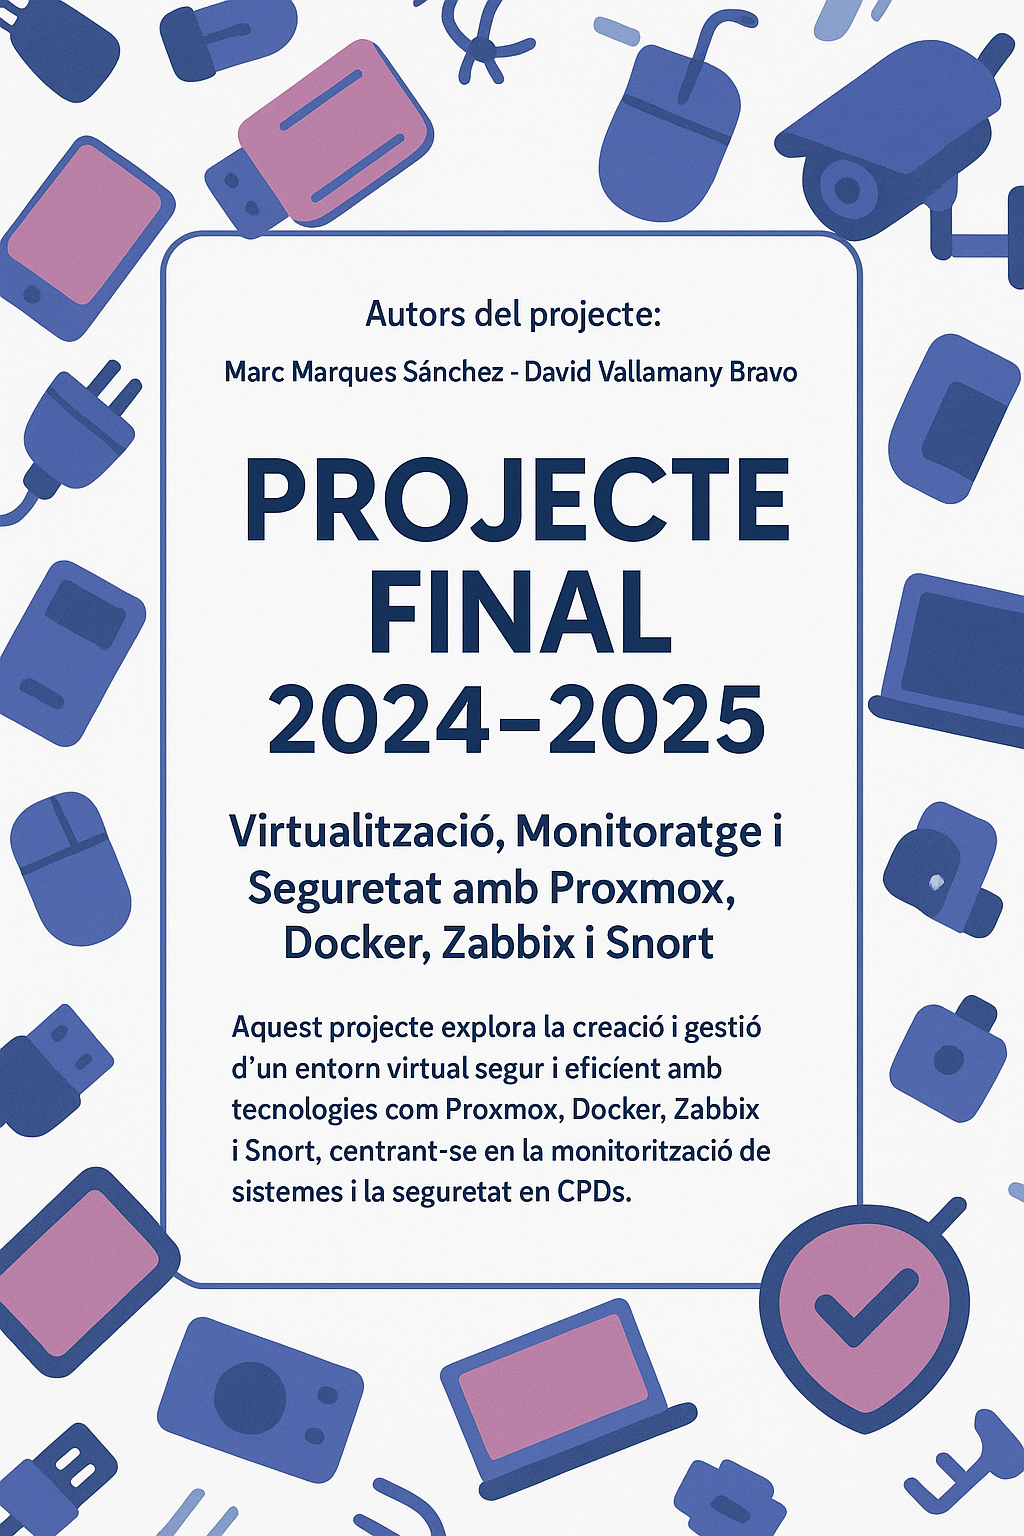 Autors del projecte:
Marc Marques Sánchez - David Vallamany Bravo
PROJECTE
FINAL
2024–2025
Virtualització, Monitoratge i
Seguretat amb Proxmox,
Docker, Zabbix i Snort
Aquest projecte explora la creació i gestió
d’un entorn virtual segur i eficíent amb
tecnologies com Proxmox, Docker, Zabbix
i Snort, centrant-se en la monitorització de
sistemes i la seguretat en CPDs.